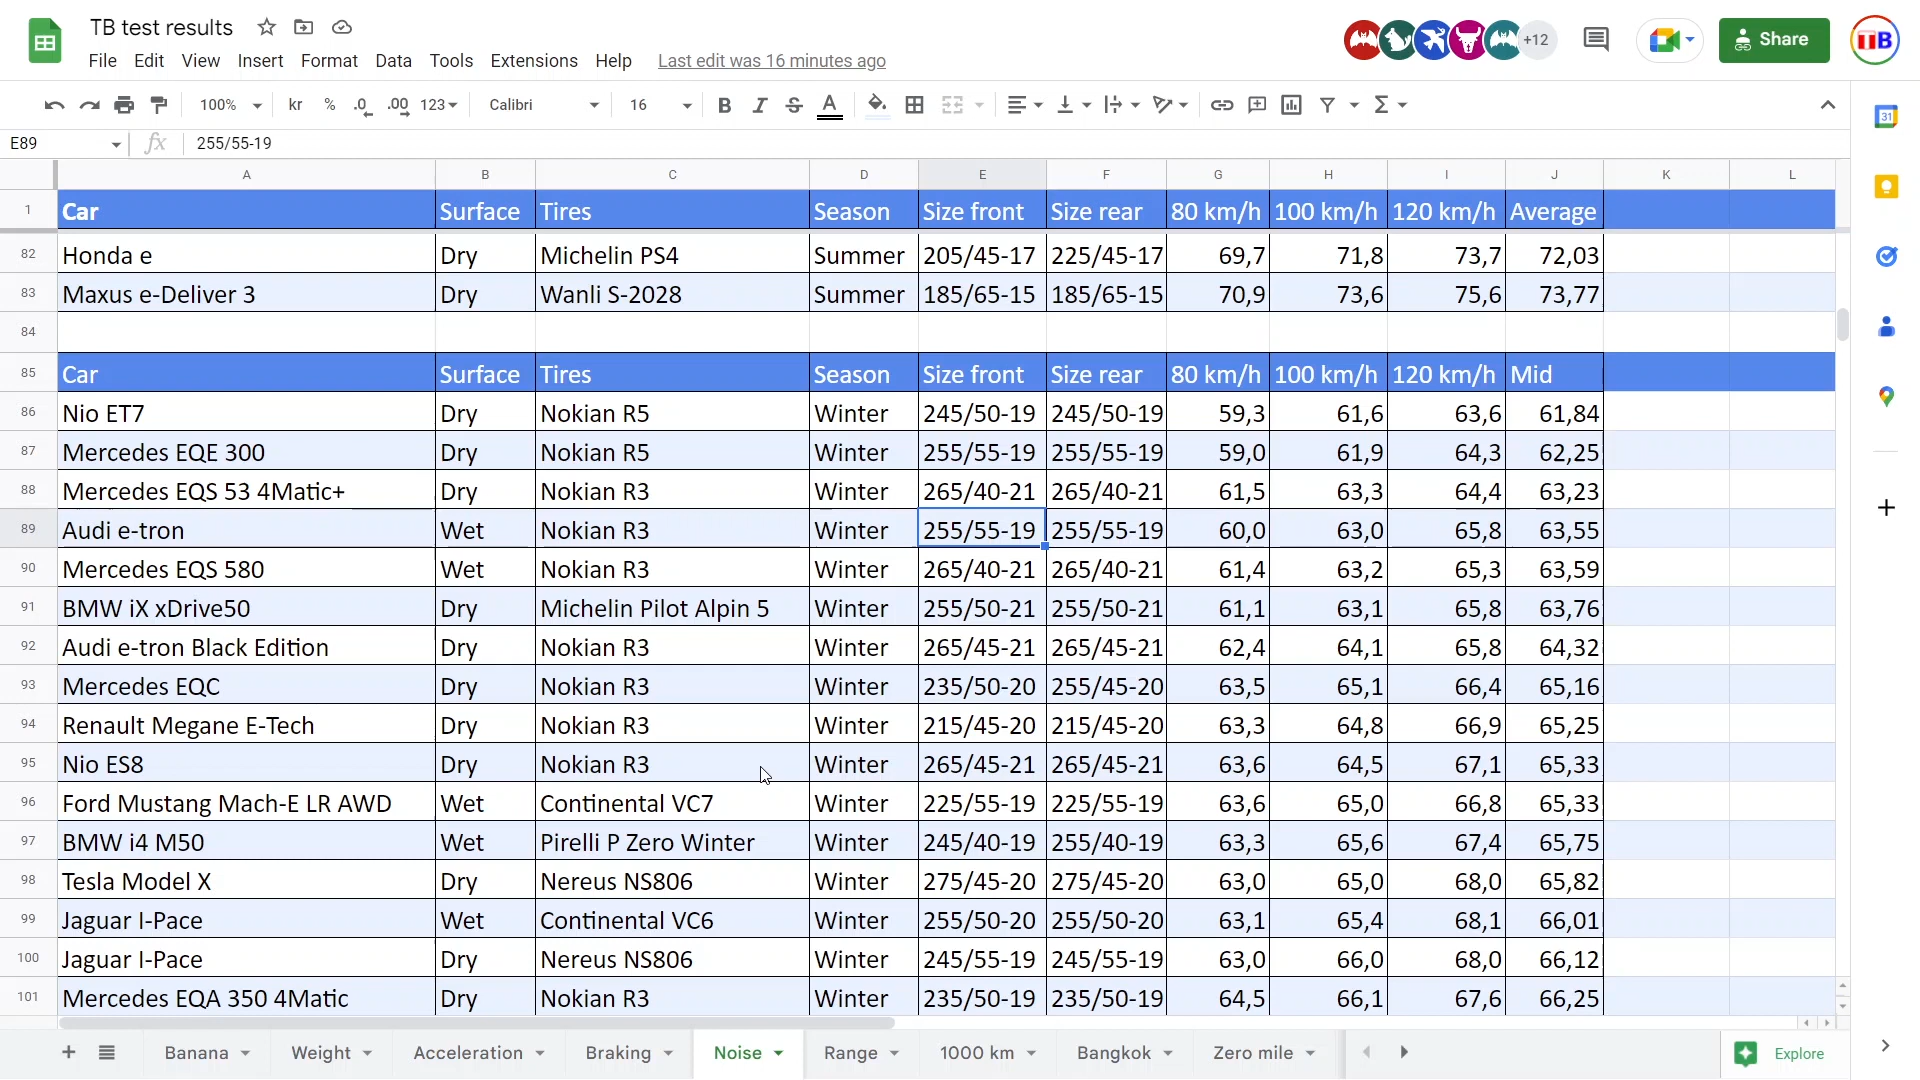 TB test results
+12
Share
TTB
File Edit View Insert Format Data Tools Extensions Help Last edit was 16 minutes ago
100% kr % .0 .00 123 Calibri 16 B I S A Σ
31
E89 fx 255/55-19
A B C D E F G H I J K L
1 Car Surface Tires Season Size front Size rear 80 km/h 100 km/h 120 km/h Average
82 Honda e Dry Michelin PS4 Summer 205/45-17 225/45-17 69,7 71,8 73,7 72,03
83 Maxus e-Deliver 3 Dry Wanli S-2028 Summer 185/65-15 185/65-15 70,9 73,6 75,6 73,77
84
85 Car Surface Tires Season Size front Size rear 80 km/h 100 km/h 120 km/h Mid
86 Nio ET7 Dry Nokian R5 Winter 245/50-19 245/50-19 59,3 61,6 63,6 61,84
87 Mercedes EQE 300 Dry Nokian R5 Winter 255/55-19 255/55-19 59,0 61,9 64,3 62,25
88 Mercedes EQS 53 4Matic+ Dry Nokian R3 Winter 265/40-21 265/40-21 61,5 63,3 64,4 63,23
89 Audi e-tron Wet Nokian R3 Winter 255/55-19 255/55-19 60,0 63,0 65,8 63,55
90 Mercedes EQS 580 Wet Nokian R3 Winter 265/40-21 265/40-21 61,4 63,2 65,3 63,59
91 BMW iX xDrive50 Dry Michelin Pilot Alpin 5 Winter 255/50-21 255/50-21 61,1 63,1 65,8 63,76
92 Audi e-tron Black Edition Dry Nokian R3 Winter 265/45-21 265/45-21 62,4 64,1 65,8 64,32
93 Mercedes EQC Dry Nokian R3 Winter 235/50-20 255/45-20 63,5 65,1 66,4 65,16
94 Renault Megane E-Tech Dry Nokian R3 Winter 215/45-20 215/45-20 63,3 64,8 66,9 65,25
95 Nio ES8 Dry Nokian R3 Winter 265/45-21 265/45-21 63,6 64,5 67,1 65,33
96 Ford Mustang Mach-E LR AWD Wet Continental VC7 Winter 225/55-19 225/55-19 63,6 65,0 66,8 65,33
97 BMW i4 M50 Wet Pirelli P Zero Winter Winter 245/40-19 255/40-19 63,3 65,6 67,4 65,75
98 Tesla Model X Dry Nereus NS806 Winter 275/45-20 275/45-20 63,0 65,0 68,0 65,82
99 Jaguar I-Pace Wet Continental VC6 Winter 255/50-20 255/50-20 63,1 65,4 68,1 66,01
100 Jaguar I-Pace Dry Nereus NS806 Winter 245/55-19 245/55-19 63,0 66,0 68,0 66,12
101 Mercedes EQA 350 4Matic Dry Nokian R3 Winter 235/50-19 235/50-19 64,5 66,1 67,6 66,25
Banana Weight Acceleration Braking Noise Range 1000 km Bangkok Zero mile Explore